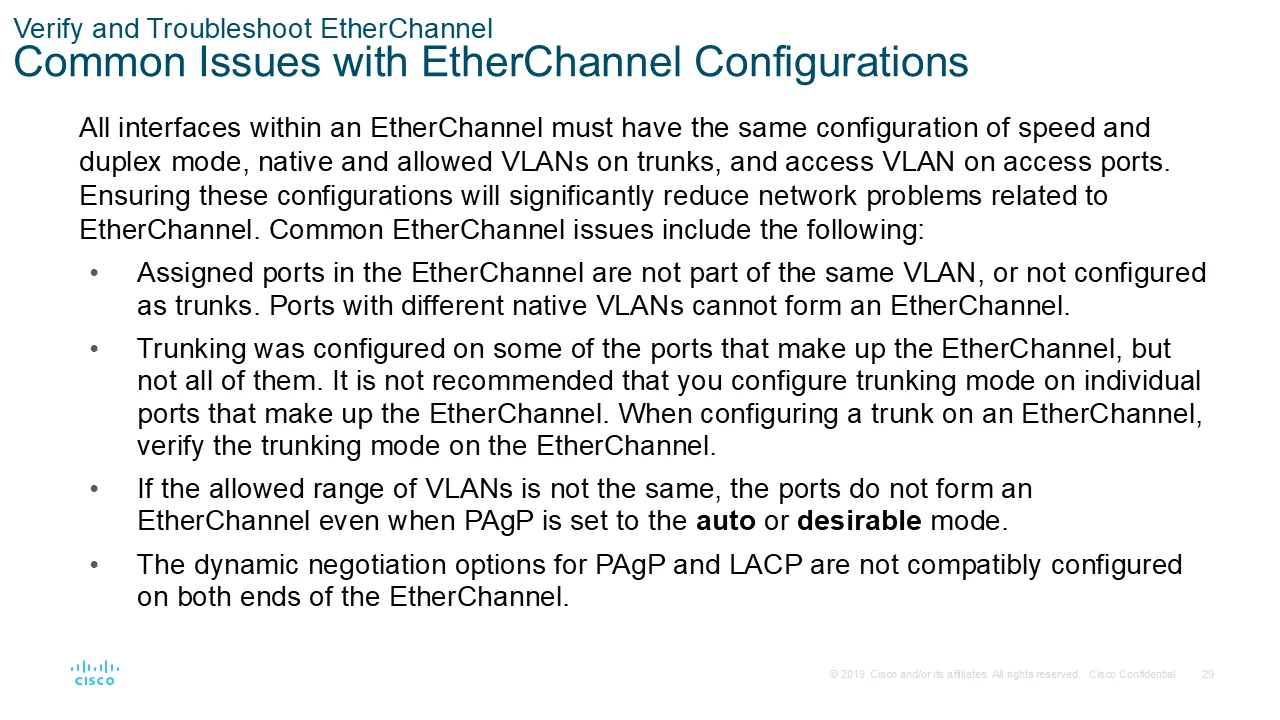 Verify and Troubleshoot EtherChannel
Common Issues with EtherChannel Configurations
All interfaces within an EtherChannel must have the same configuration of speed and
duplex mode, native and allowed VLANs on trunks, and access VLAN on access ports.
Ensuring these configurations will significantly reduce network problems related to
EtherChannel. Common EtherChannel issues include the following:
• Assigned ports in the EtherChannel are not part of the same VLAN, or not configured
as trunks. Ports with different native VLANs cannot form an EtherChannel.
• Trunking was configured on some of the ports that make up the EtherChannel, but
not all of them. It is not recommended that you configure trunking mode on individual
ports that make up the EtherChannel. When configuring a trunk on an EtherChannel,
verify the trunking mode on the EtherChannel.
• If the allowed range of VLANs is not the same, the ports do not form an
EtherChannel even when PAgP is set to the auto or desirable mode.
• The dynamic negotiation options for PAgP and LACP are not compatibly configured
on both ends of the EtherChannel.
CISCO
© 2019 Cisco and/or its affiliates. All rights reserved. Cisco Confidential 29